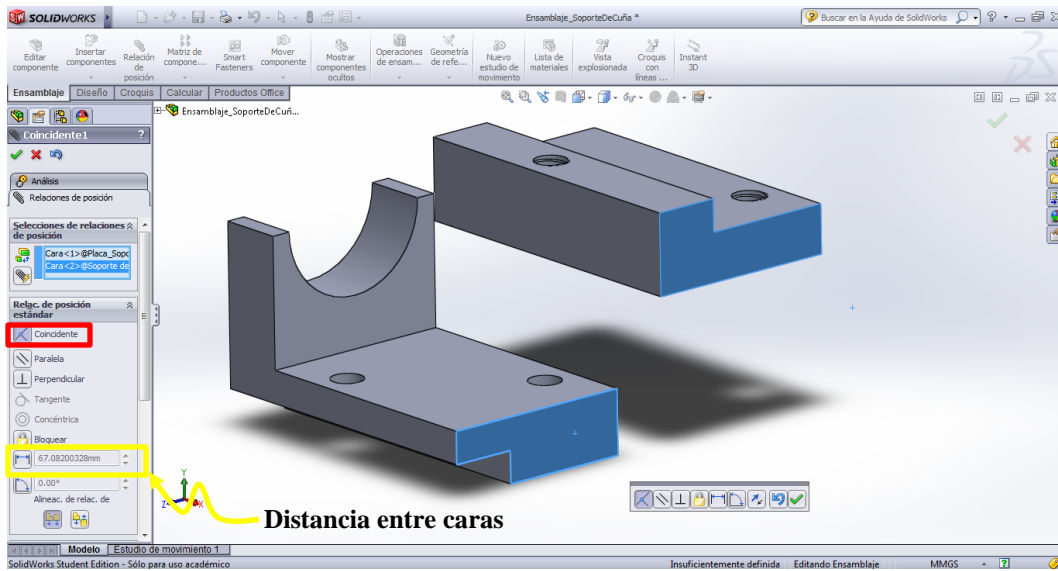 SOLIDWORKS
Ensamblaje_SoporteDeCuña *
Buscar en la Ayuda de SolidWorks
Editar componente
Insertar componentes
Relación de posición
Matriz de compone...
Smart Fasteners
Mover componente
Mostrar componentes ocultos
Operaciones de ensam...
Geometría de refe...
Nuevo estudio de movimiento
Lista de materiales
Vista explosionada
Croquis con líneas ...
Instant 3D
Ensamblaje Diseño Croquis Calcular Productos Office
Ensamblaje_SoporteDeCuñ...
Coincidente1 ?
Análisis
Relaciones de posición
Selecciones de relaciones
de posición
Cara<1>@Placa_Sopo
Cara<2>@Soporte de
Relac. de posición
estándar
Coincidente
Paralela
Perpendicular
Tangente
Concéntrica
Bloquear
67.08200328mm
0.00°
Alineac. de relac. de
Y
Z X
Distancia entre caras
Modelo Estudio de movimiento 1
SolidWorks Student Edition - Sólo para uso académico
Insuficientemente definida Editando Ensamblaje MMGS